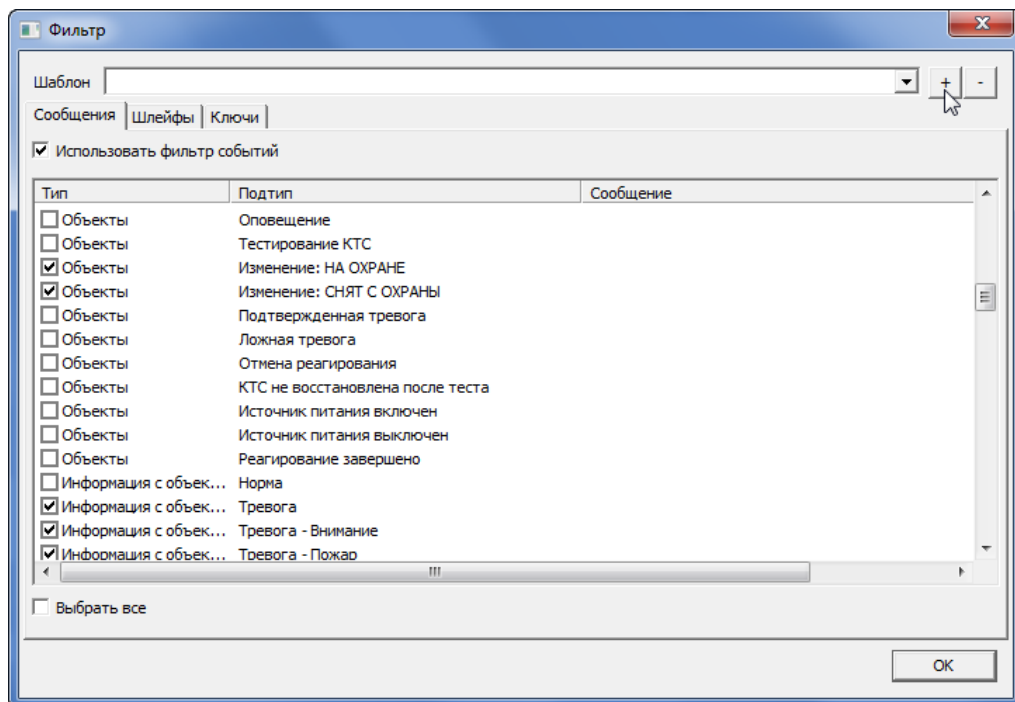 Фильтр
Шаблон + -
Сообщения Шлейфы Ключи
Использовать фильтр событий
Тип Подтип Сообщение
Объекты Оповещение
Объекты Тестирование КТС
Объекты Изменение: НА ОХРАНЕ
Объекты Изменение: СНЯТ С ОХРАНЫ
Объекты Подтвержденная тревога
Объекты Ложная тревога
Объекты Отмена реагирования
Объекты КТС не восстановлена после теста
Объекты Источник питания включен
Объекты Источник питания выключен
Объекты Реагирование завершено
Информация с объек... Норма
Информация с объек... Тревога
Информация с объек... Тревога - Внимание
Информация с объек... Тревога - Пожар
Выбрать все
OK